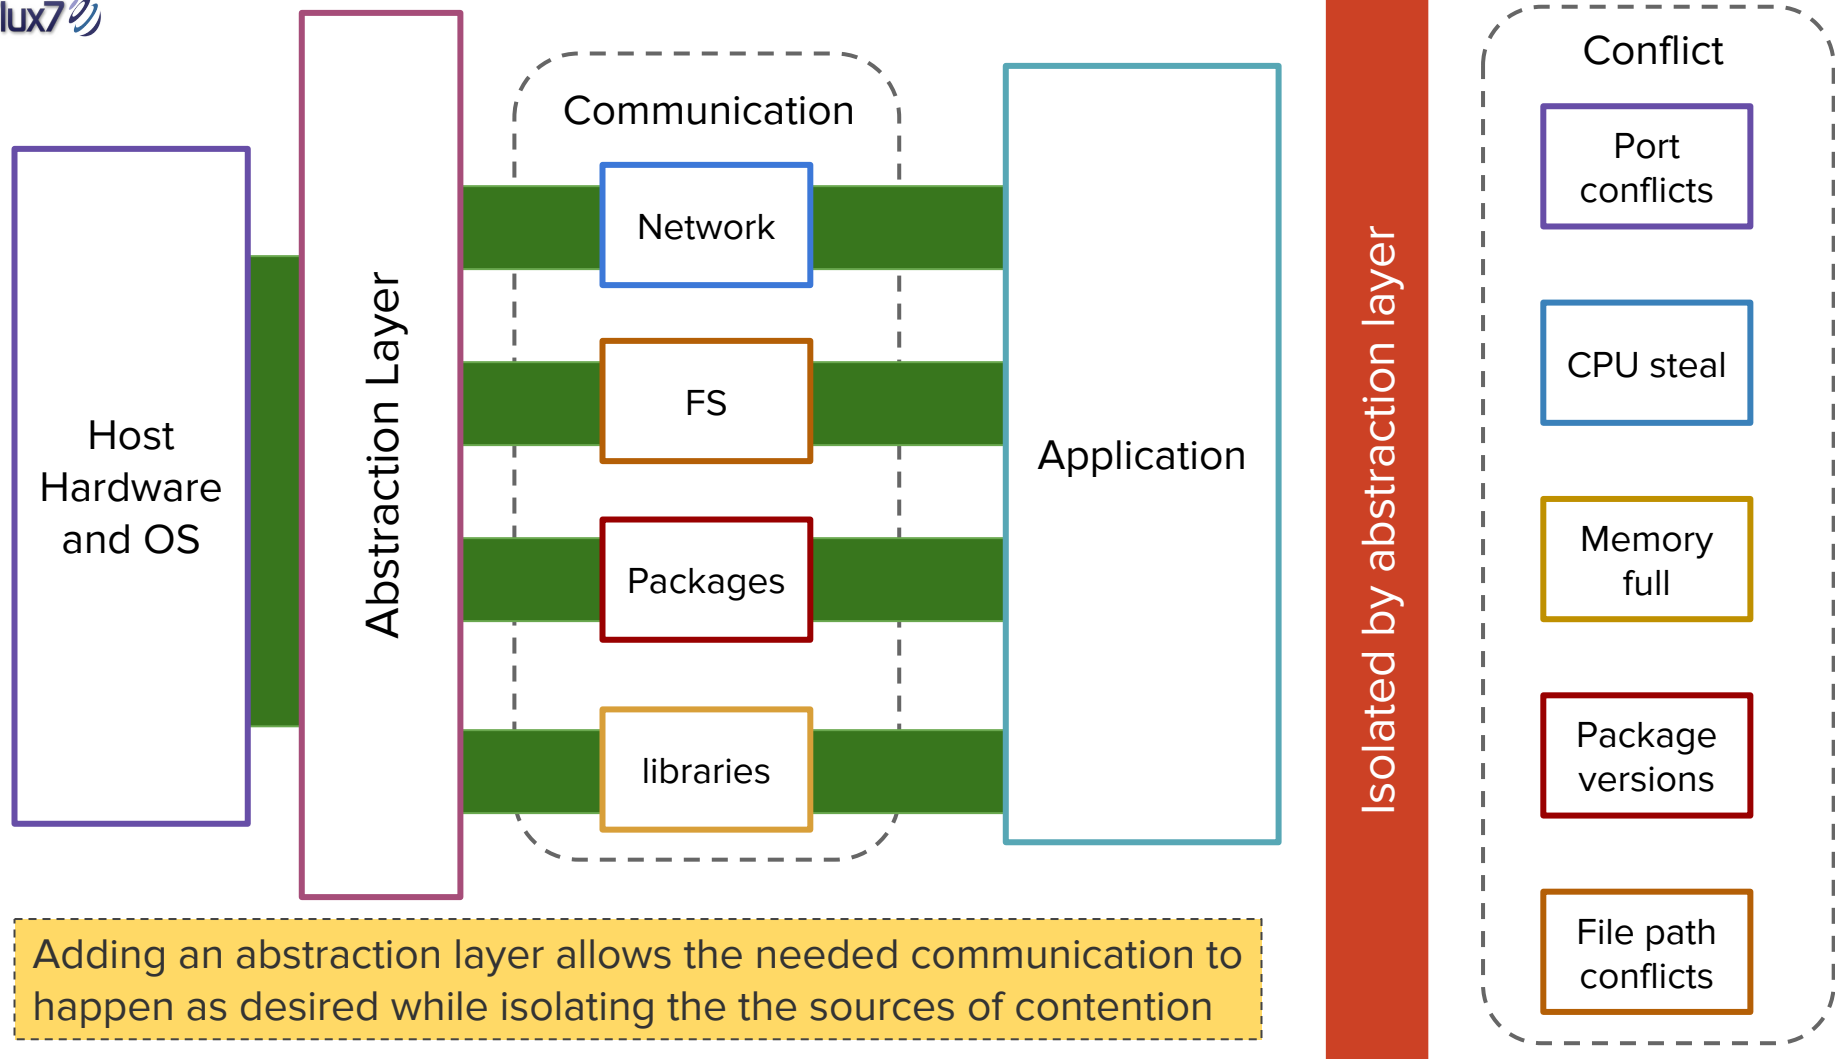 lux7
Host
Hardware
and OS
Abstraction Layer
Communication
Network
FS
Packages
libraries
Application
Isolated by abstraction layer
Conflict
Port
conflicts
CPU steal
Memory
full
Package
versions
File path
conflicts
Adding an abstraction layer allows the needed communication to
happen as desired while isolating the the sources of contention